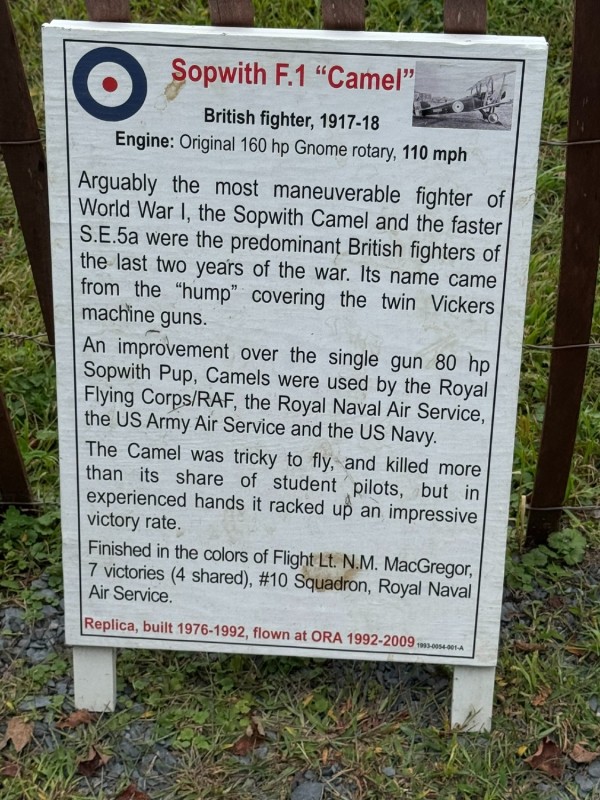 Sopwith F.1 “Camel”
British fighter, 1917-18
Engine: Original 160 hp Gnome rotary, 110 mph
Arguably the most maneuverable fighter of
World War I, the Sopwith Camel and the faster
S.E.5a were the predominant British fighters of
the last two years of the war. Its name came
from the “hump” covering the twin Vickers
machine guns.
An improvement over the single gun 80 hp
Sopwith Pup, Camels were used by the Royal
Flying Corps/RAF, the Royal Naval Air Service,
the US Army Air Service and the US Navy.
The Camel was tricky to fly, and killed more
than its share of student pilots, but in
experienced hands it racked up an impressive
victory rate.
Finished in the colors of Flight Lt. N.M. MacGregor,
7 victories (4 shared), #10 Squadron, Royal Naval
Air Service.
Replica, built 1976-1992, flown at ORA 1992-2009 1993-0054-001-A